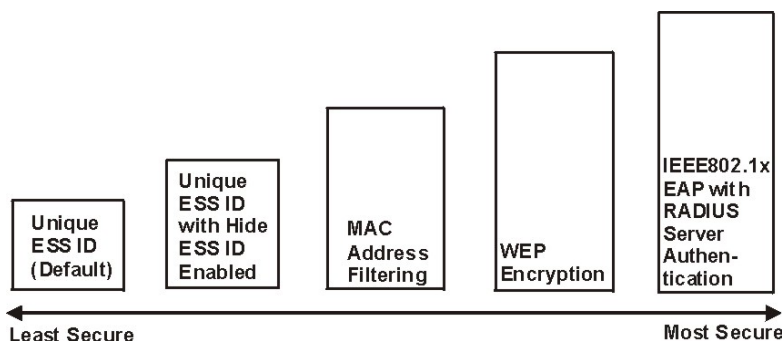 Unique
ESS ID
(Default)
Unique
ESS ID
with Hide
ESS ID
Enabled
MAC
Address
Filtering
WEP
Encryption
IEEE802.1x
EAP with
RADIUS
Server
Authen-
tication
Least Secure
Most Secure